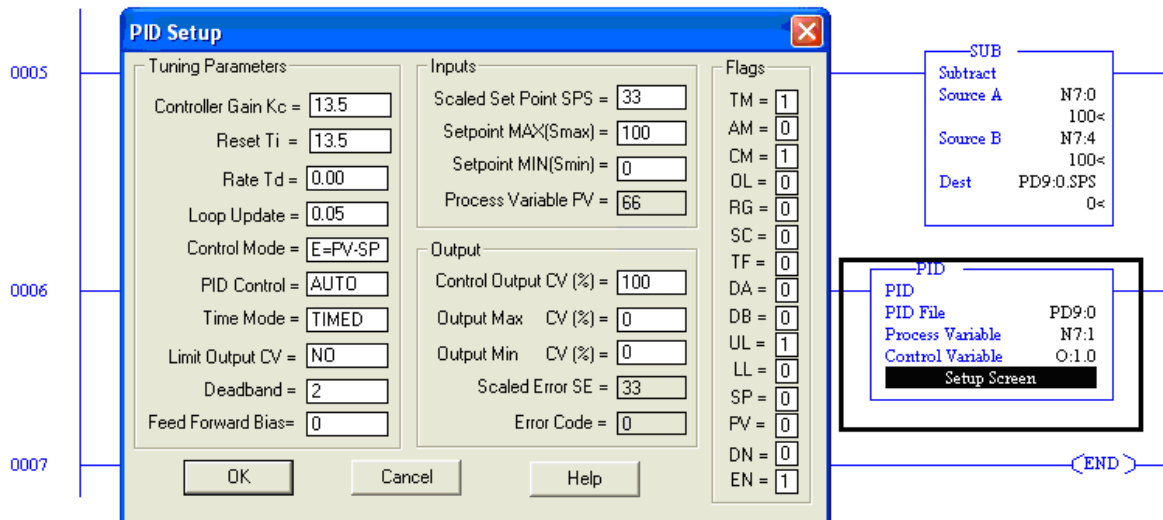 PID Setup
0005
Tuning Parameters
Controller Gain Kc = 13.5
Reset Ti = 13.5
Rate Td = 0.00
Loop Update = 0.05
Control Mode = E=PV-SP
PID Control = AUTO
Time Mode = TIMED
Limit Output CV = NO
Deadband = 2
Feed Forward Bias= 0
Inputs
Scaled Set Point SPS = 33
Setpoint MAX(Smax) = 100
Setpoint MIN(Smin) = 0
Process Variable PV = 66
Output
Control Output CV (%) = 100
Output Max CV (%) = 0
Output Min CV (%) = 0
Scaled Error SE = 33
Error Code = 0
Flags
TM = 1
AM = 0
CM = 1
OL = 0
RG = 0
SC = 0
TF = 0
DA = 0
DB = 0
UL = 1
LL = 0
SP = 0
PV = 0
DN = 0
EN = 1
OK
Cancel
Help
SUB
Subtract
Source A N7:0
100<
Source B N7:4
100<
Dest PD9:0.SPS
0<
0006
PID
PID
PID File PD9:0
Process Variable N7:1
Control Variable O:1.0
Setup Screen
0007
END